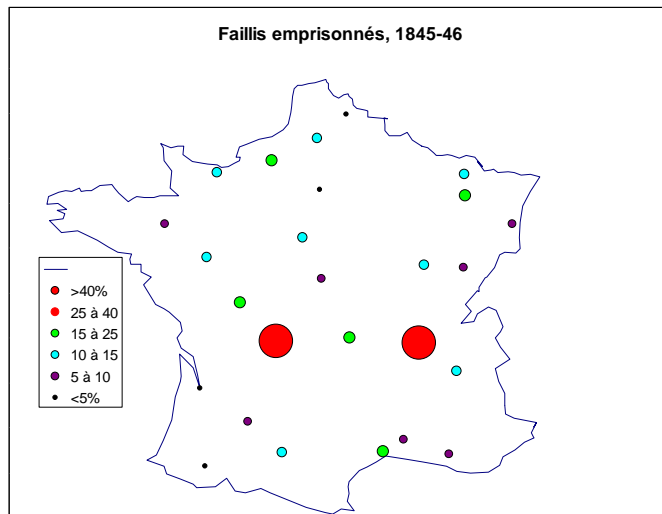 Faillis emprisonnés, 1845-46
>40%
25 à 40
15 à 25
10 à 15
5 à 10
<5%